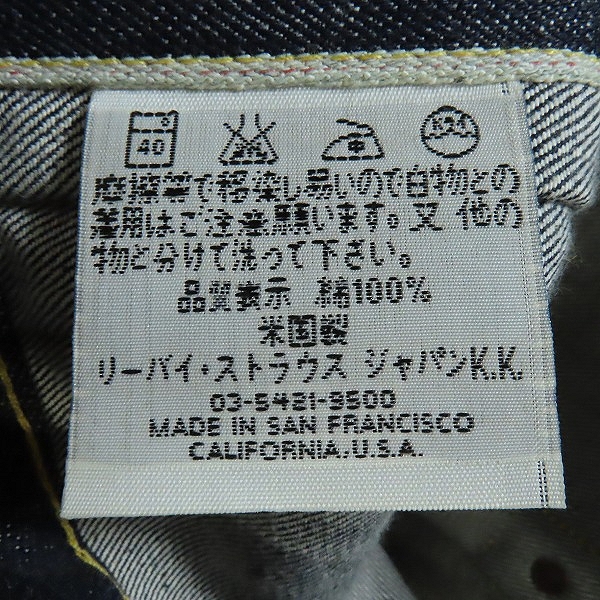 40
摩擦等で移染し易いので白物との
着用はご注意願います。又 他の
物と分けて洗って下さい。
品質表示 綿100%
米国製
リーバイ・ストラウス ジャパンK.K.
03-5421-3500
MADE IN SAN FRANCISCO
CALIFORNIA.U.S.A.